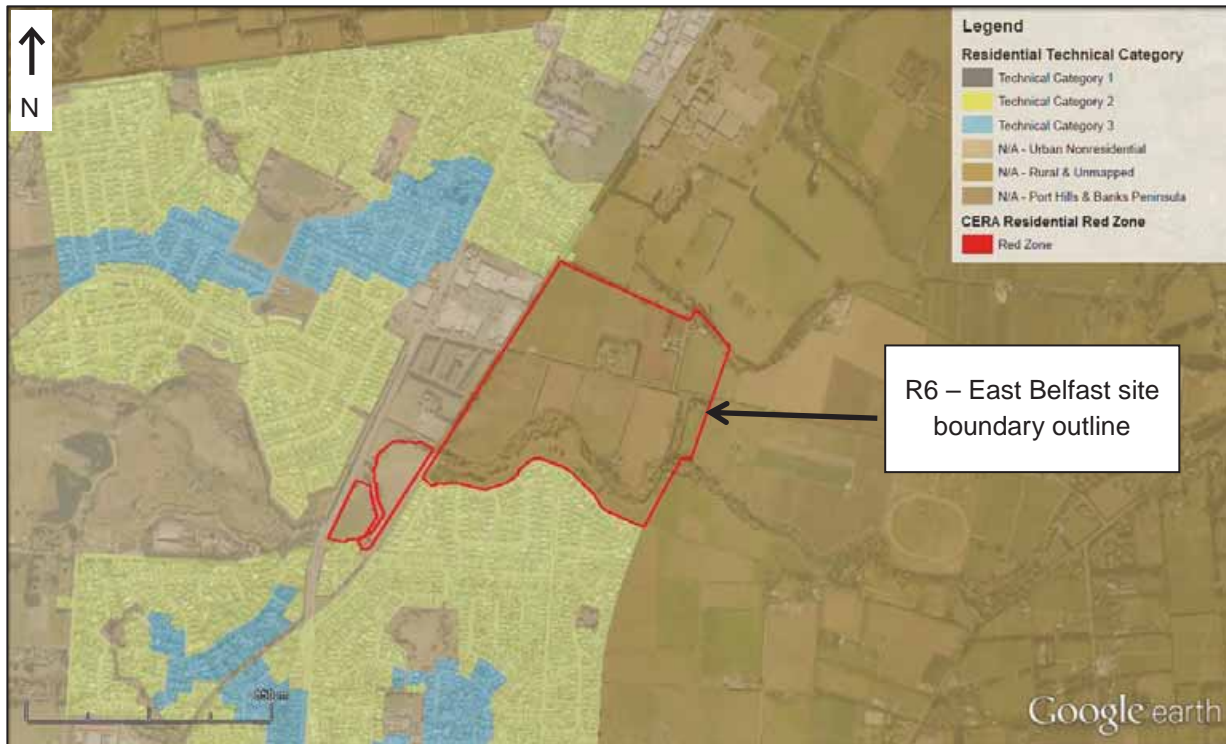 N
Legend
Residential Technical Category
Technical Category 1
Technical Category 2
Technical Category 3
N/A - Urban Nonresidential
N/A - Rural & Unmapped
N/A - Port Hills & Banks Peninsula
CERA Residential Red Zone
Red Zone
R6 – East Belfast site
boundary outline
Google earth